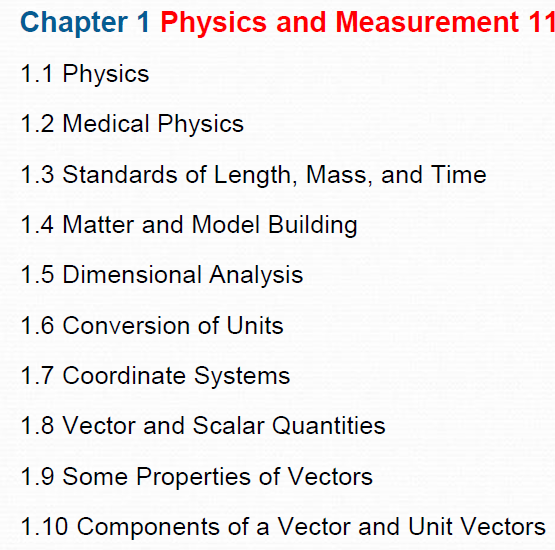 Chapter 1 Physics and Measurement 11
1.1 Physics
1.2 Medical Physics
1.3 Standards of Length, Mass, and Time
1.4 Matter and Model Building
1.5 Dimensional Analysis
1.6 Conversion of Units
1.7 Coordinate Systems
1.8 Vector and Scalar Quantities
1.9 Some Properties of Vectors
1.10 Components of a Vector and Unit Vectors